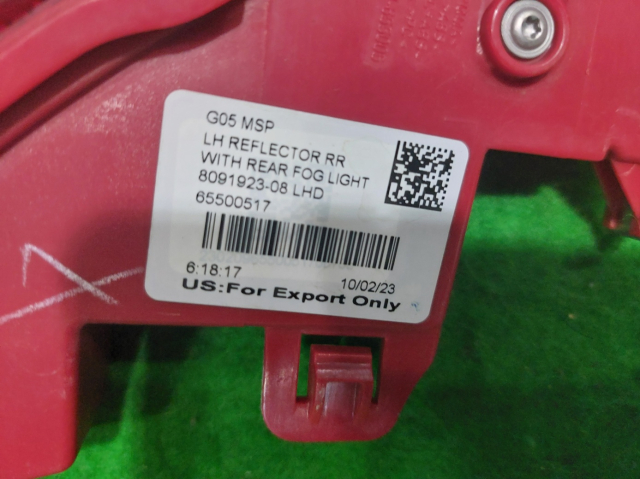 G05 MSP
LH REFLECTOR RR
WITH REAR FOG LIGHT
8091923-08 LHD
65500517
6:18:17
10/02/23
US:For Export Only